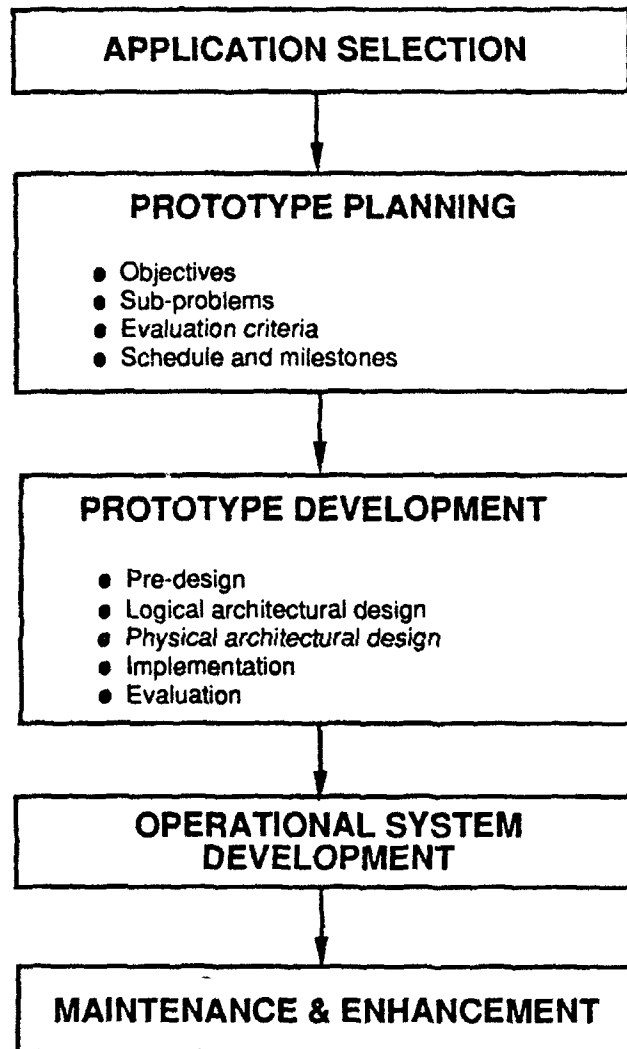 APPLICATION SELECTION
PROTOTYPE PLANNING
● Objectives
● Sub-problems
● Evaluation criteria
● Schedule and milestones
PROTOTYPE DEVELOPMENT
● Pre-design
● Logical architectural design
● Physical architectural design
● Implementation
● Evaluation
OPERATIONAL SYSTEM
DEVELOPMENT
MAINTENANCE & ENHANCEMENT